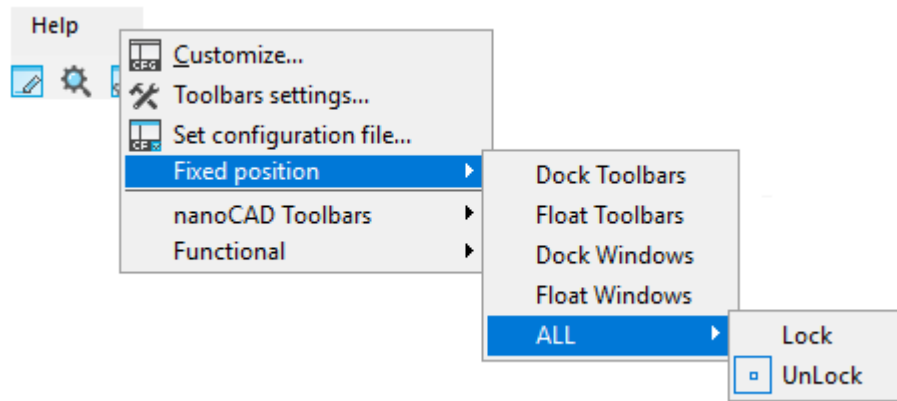 Help
Customize...
Toolbars settings...
Set configuration file...
Fixed position
nanoCAD Toolbars
Functional
Dock Toolbars
Float Toolbars
Dock Windows
Float Windows
ALL
Lock
UnLock